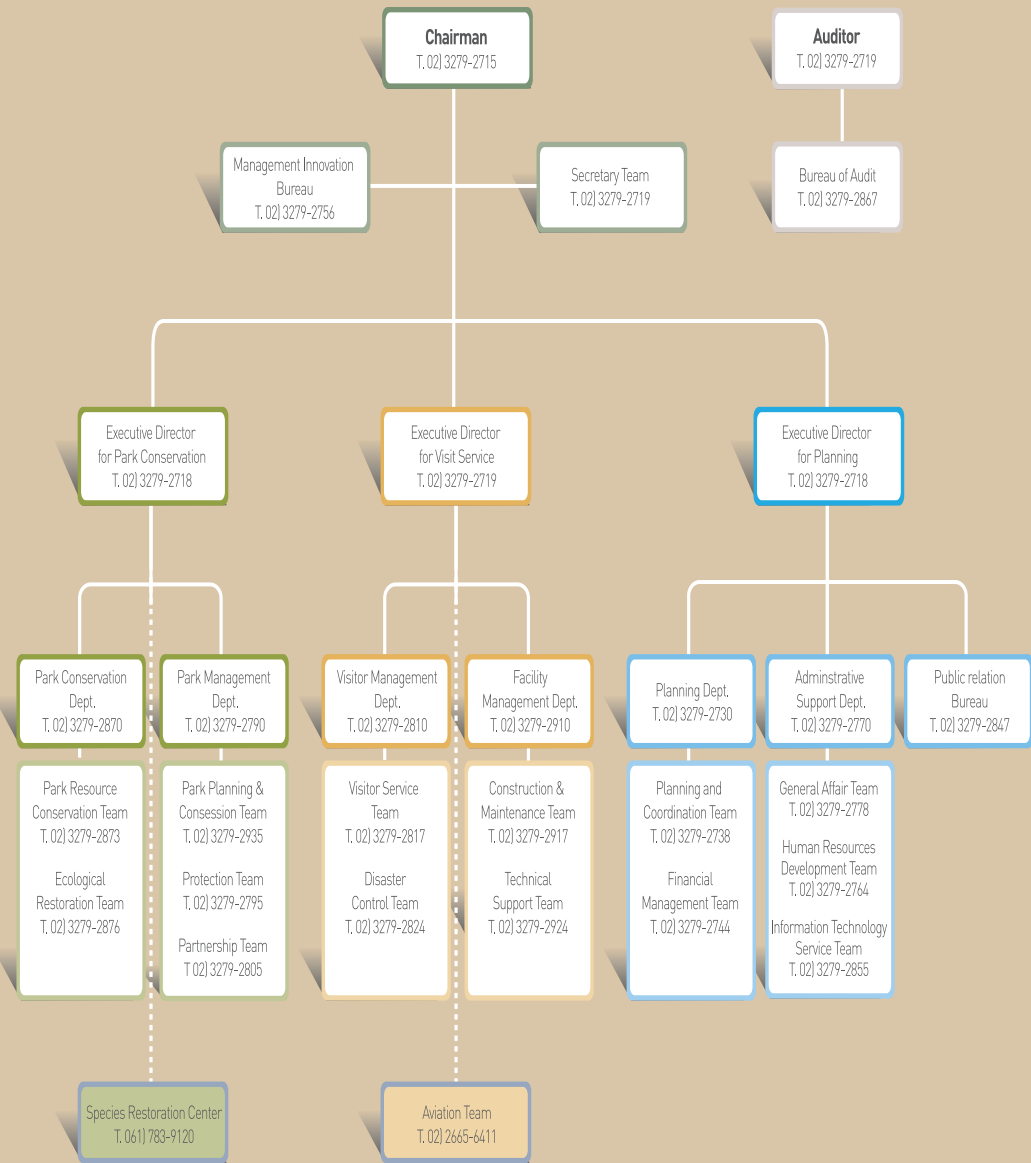 Chairman
T. 02) 3279-2715
Auditor
T. 02) 3279-2719
Management Innovation
Bureau
T. 02) 3279-2756
Secretary Team
T. 02) 3279-2719
Bureau of Audit
T. 02) 3279-2867
Executive Director
for Park Conservation
T. 02) 3279-2718
Executive Director
for Visit Service
T. 02) 3279-2719
Executive Director
for Planning
T. 02) 3279-2718
Park Conservation
Dept.
T. 02) 3279-2870
Park Management
Dept.
T. 02) 3279-2790
Visitor Management
Dept.
T. 02) 3279-2810
Facility
Management Dept.
T. 02) 3279-2910
Planning Dept.
T. 02) 3279-2730
Adminstrative
Support Dept.
T. 02) 3279-2770
Public relation
Bureau
T. 02) 3279-2847
Park Resource
Conservation Team
T. 02) 3279-2873
Ecological
Restoration Team
T. 02) 3279-2876
Park Planning &
Consession Team
T. 02) 3279-2935
Protection Team
T. 02) 3279-2795
Partnership Team
T 02) 3279-2805
Visitor Service
Team
T. 02) 3279-2817
Disaster
Control Team
T. 02) 3279-2824
Construction &
Maintenance Team
T. 02) 3279-2917
Technical
Support Team
T. 02) 3279-2924
Planning and
Coordination Team
T. 02) 3279-2738
Financial
Management Team
T. 02) 3279-2744
General Affair Team
T. 02) 3279-2778
Human Resources
Development Team
T. 02) 3279-2764
Information Technology
Service Team
T. 02) 3279-2855
Species Restoration Center
T. 061) 783-9120
Aviation Team
T. 02) 2665-6411